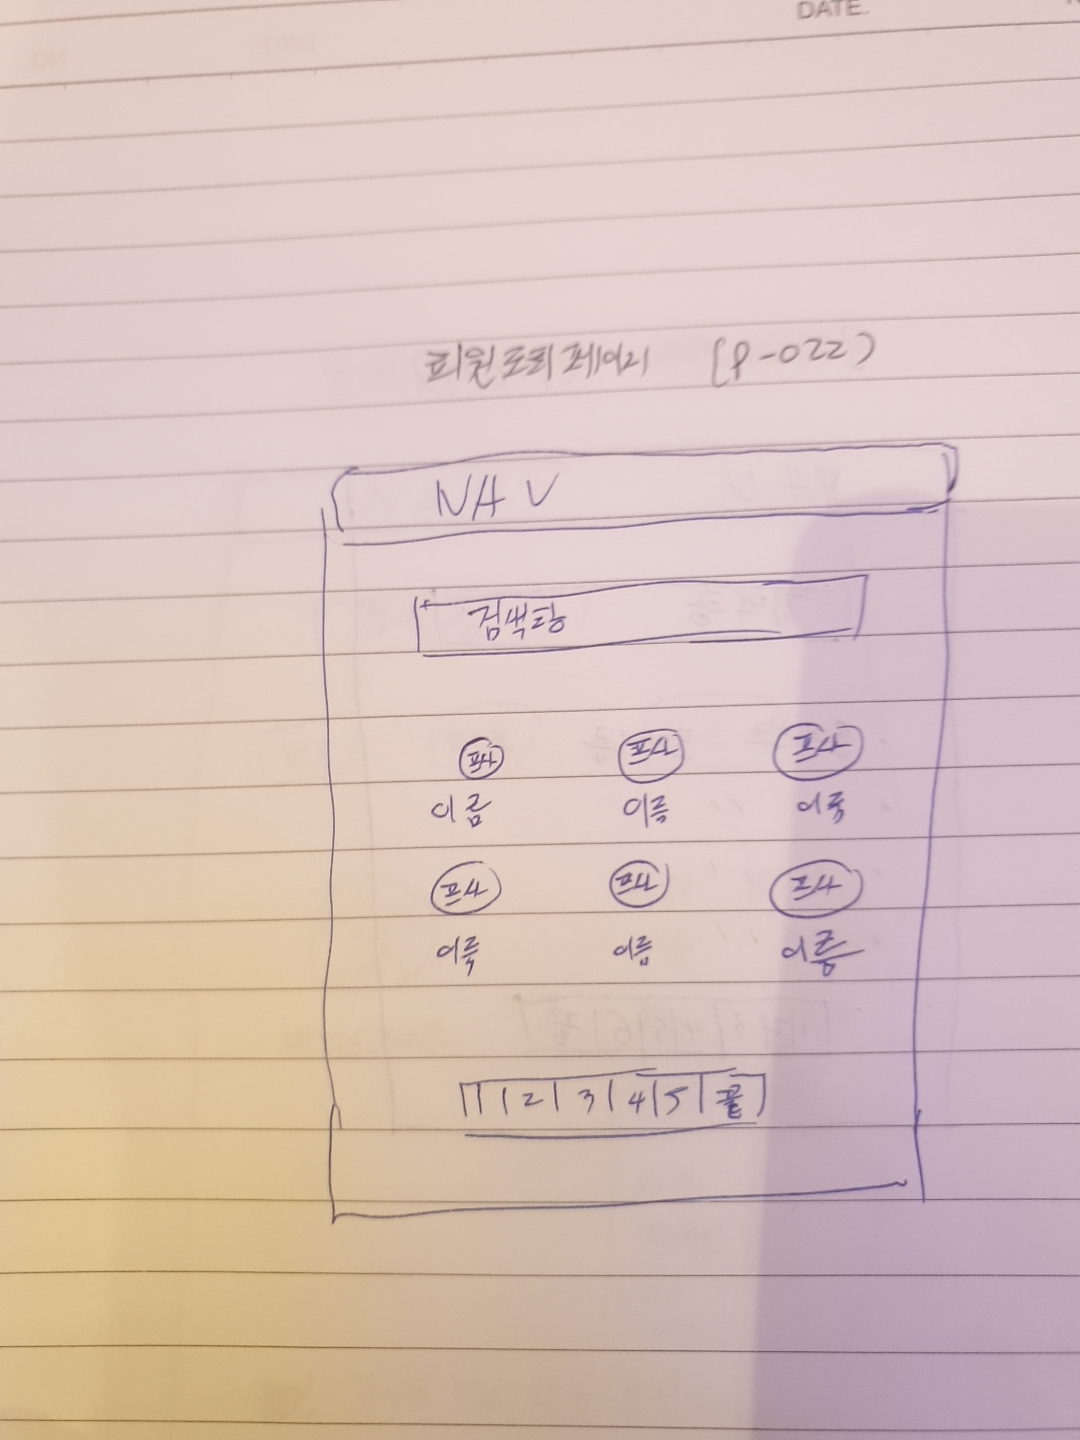 DATE.
회원조회 페이지 (P-022)
NAV
검색탕
프사 프사 프사
이름 이름 이름
프사 프사 프사
이름 이름 이름
1 2 3 4 5 끝